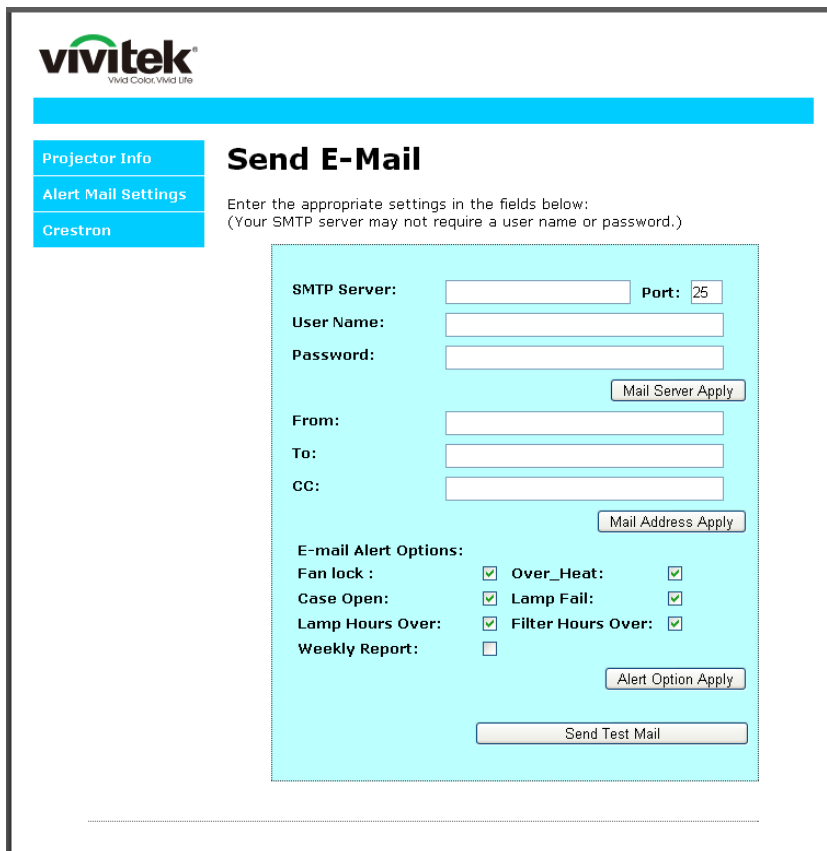 vivitek®
Vivid Color. Vivid Life
Projector Info
Alert Mail Settings
Crestron
Send E-Mail
Enter the appropriate settings in the fields below:
(Your SMTP server may not require a user name or password.)
SMTP Server: Port: 25
User Name:
Password:
Mail Server Apply
From:
To:
CC:
Mail Address Apply
E-mail Alert Options:
Fan lock : Over_Heat:
Case Open: Lamp Fail:
Lamp Hours Over: Filter Hours Over:
Weekly Report:
Alert Option Apply
Send Test Mail